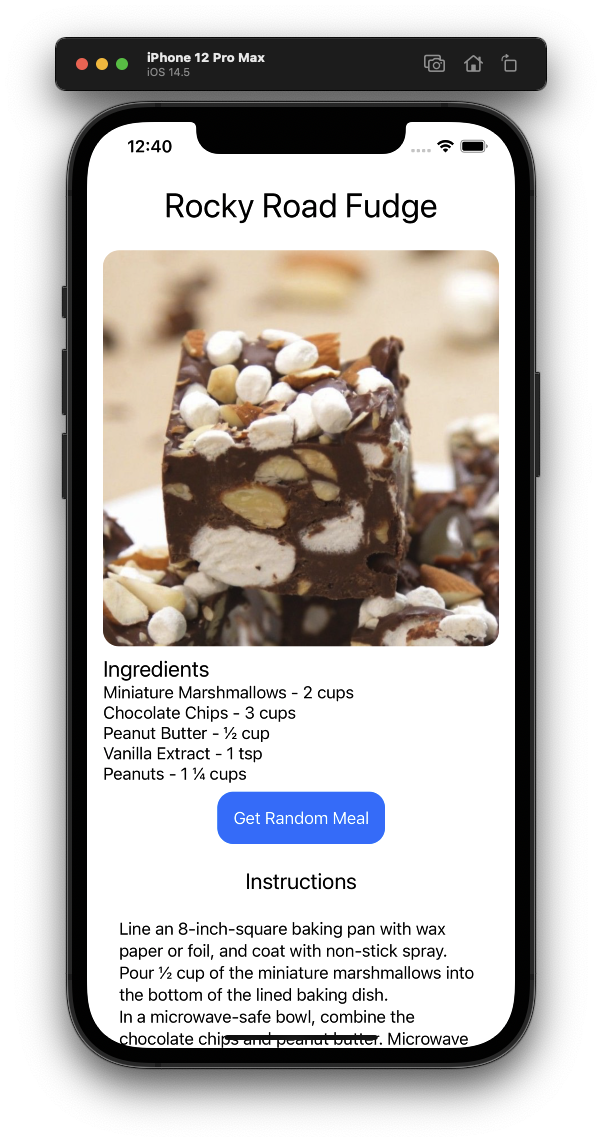 iPhone 12 Pro Max
iOS 14.5
12:40
Rocky Road Fudge
Ingredients
Miniature Marshmallows - 2 cups
Chocolate Chips - 3 cups
Peanut Butter - ½ cup
Vanilla Extract - 1 tsp
Peanuts - 1 ¼ cups
Get Random Meal
Instructions
Line an 8-inch-square baking pan with wax
paper or foil, and coat with non-stick spray.
Pour ½ cup of the miniature marshmallows into
the bottom of the lined baking dish.
In a microwave-safe bowl, combine the
chocolate chips and peanut butter. Microwave